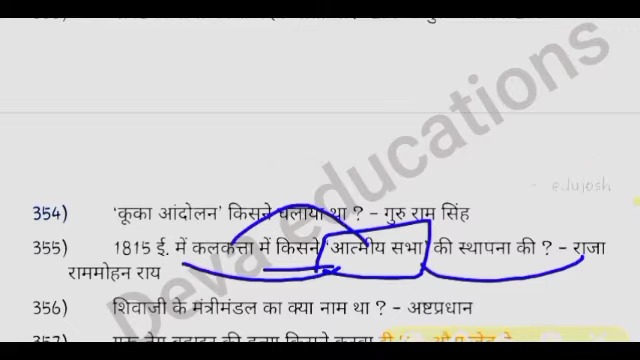 - edujosh
354) 'कूका आंदोलन' किसने चलाया था ? – गुरु राम सिंह
355) 1815 ई. में कलकत्ता में किसने 'आत्मीय सभा' की स्थापना की ? – राजा
राममोहन राय
356) शिवाजी के मंत्रीमंडल का क्या नाम था ? – अष्टप्रधान
357)
Deva educations